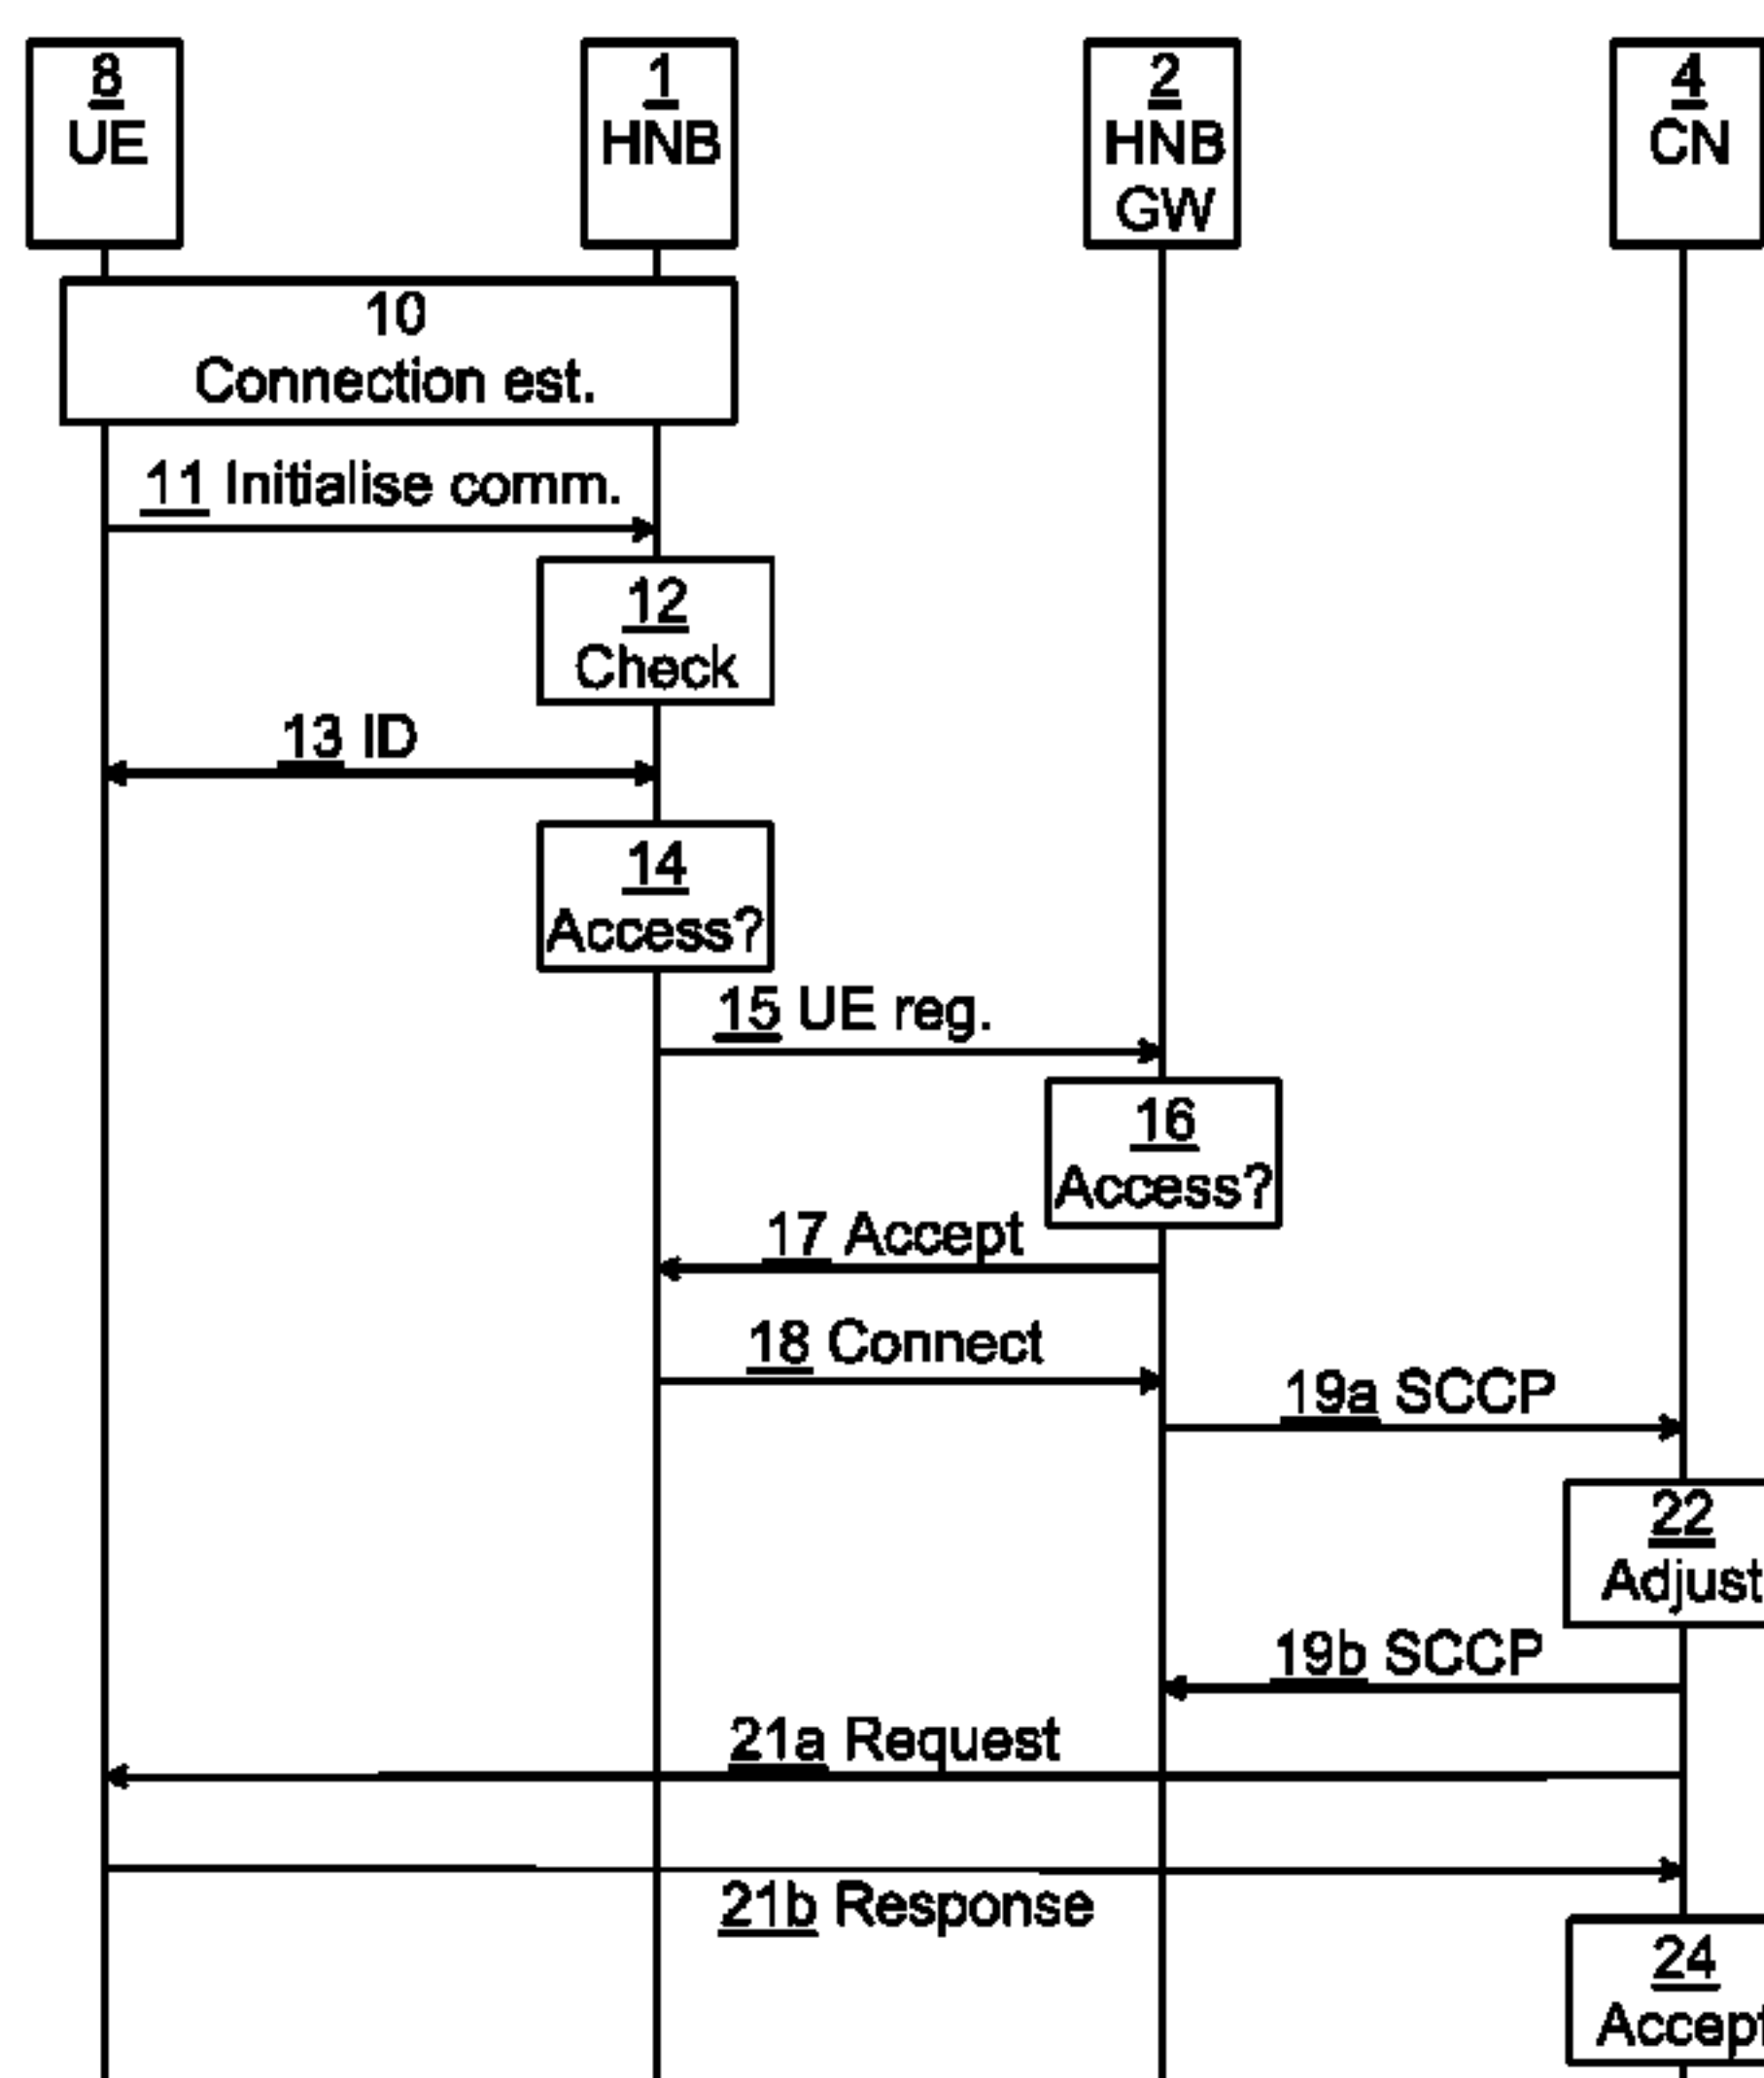 8
UE
1
HNB
2
HNB
GW
4
CN
10
Connection est.
11 Initialise comm.
12
Check
13 ID
14
Access?
15 UE reg.
16
Access?
17 Accept
18 Connect
19a SCCP
22
Adjust
19b SCCP
21a Request
21b Response
24
Accept